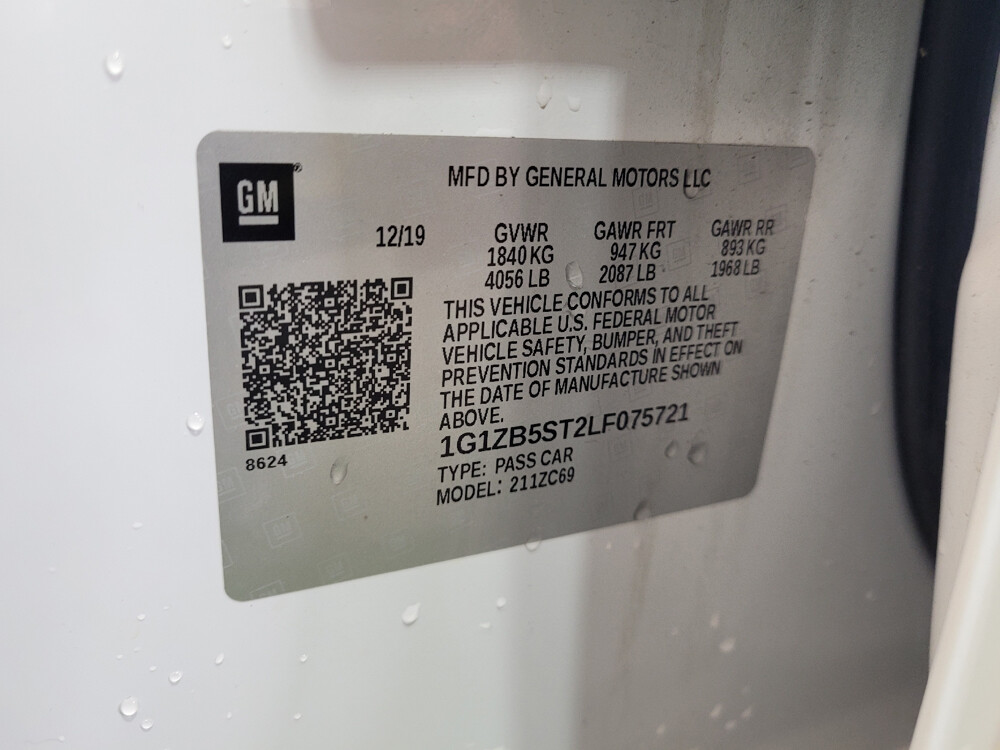 GM
MFD BY GENERAL MOTORS LLC
12/19 GVWR GAWR FRT GAWR RR
1840 KG 947 KG 893 KG
4056 LB 2087 LB 1968 LB
THIS VEHICLE CONFORMS TO ALL
APPLICABLE U.S. FEDERAL MOTOR
VEHICLE SAFETY, BUMPER, AND THEFT
PREVENTION STANDARDS IN EFFECT ON
THE DATE OF MANUFACTURE SHOWN
ABOVE.
1G1ZB5ST2LF075721
8624
TYPE: PASS CAR
MODEL: 211ZC69